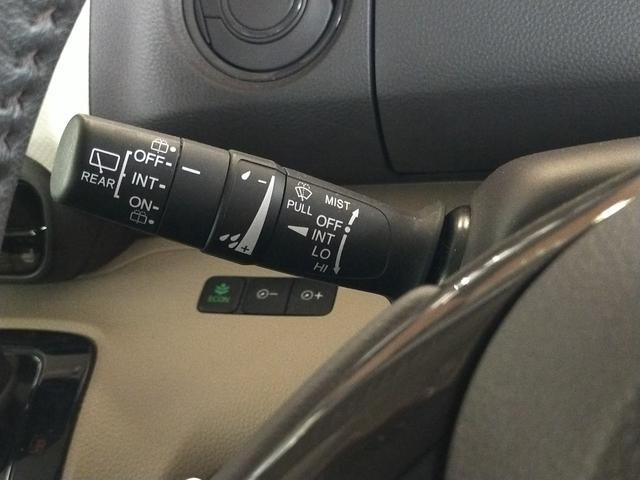 REAR
OFF
INT
ON
-
+
PULL
MIST
OFF
INT
LO
HI
ECON
-
+